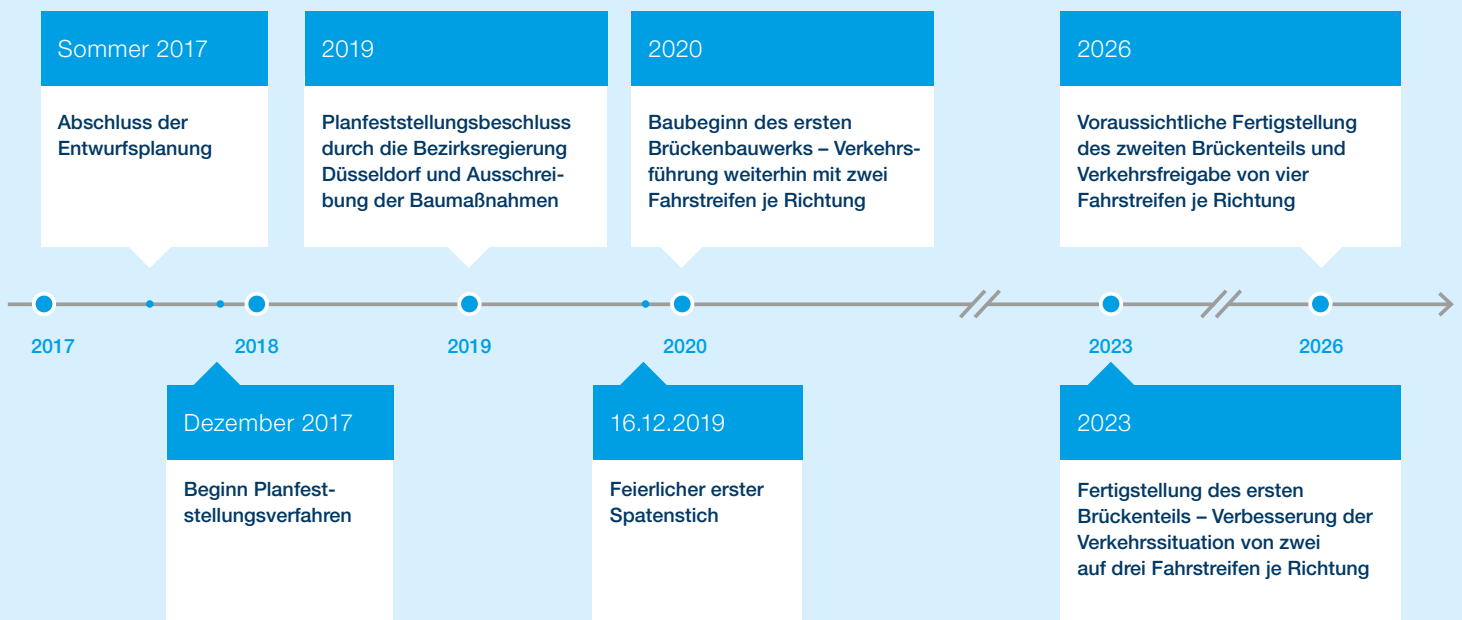 Sommer 2017
Abschluss der
Entwurfsplanung
2019
Planfeststellungsbeschluss
durch die Bezirksregierung
Düsseldorf und Ausschrei-
bung der Baumaßnahmen
2020
Baubeginn des ersten
Brückenbauwerks – Verkehrs-
führung weiterhin mit zwei
Fahrstreifen je Richtung
2026
Voraussichtliche Fertigstellung
des zweiten Brückenteils und
Verkehrsfreigabe von vier
Fahrstreifen je Richtung
2017
2018
2019
2020
2023
2026
Dezember 2017
Beginn Planfest-
stellungsverfahren
16.12.2019
Feierlicher erster
Spatenstich
2023
Fertigstellung des ersten
Brückenteils – Verbesserung der
Verkehrssituation von zwei
auf drei Fahrstreifen je Richtung